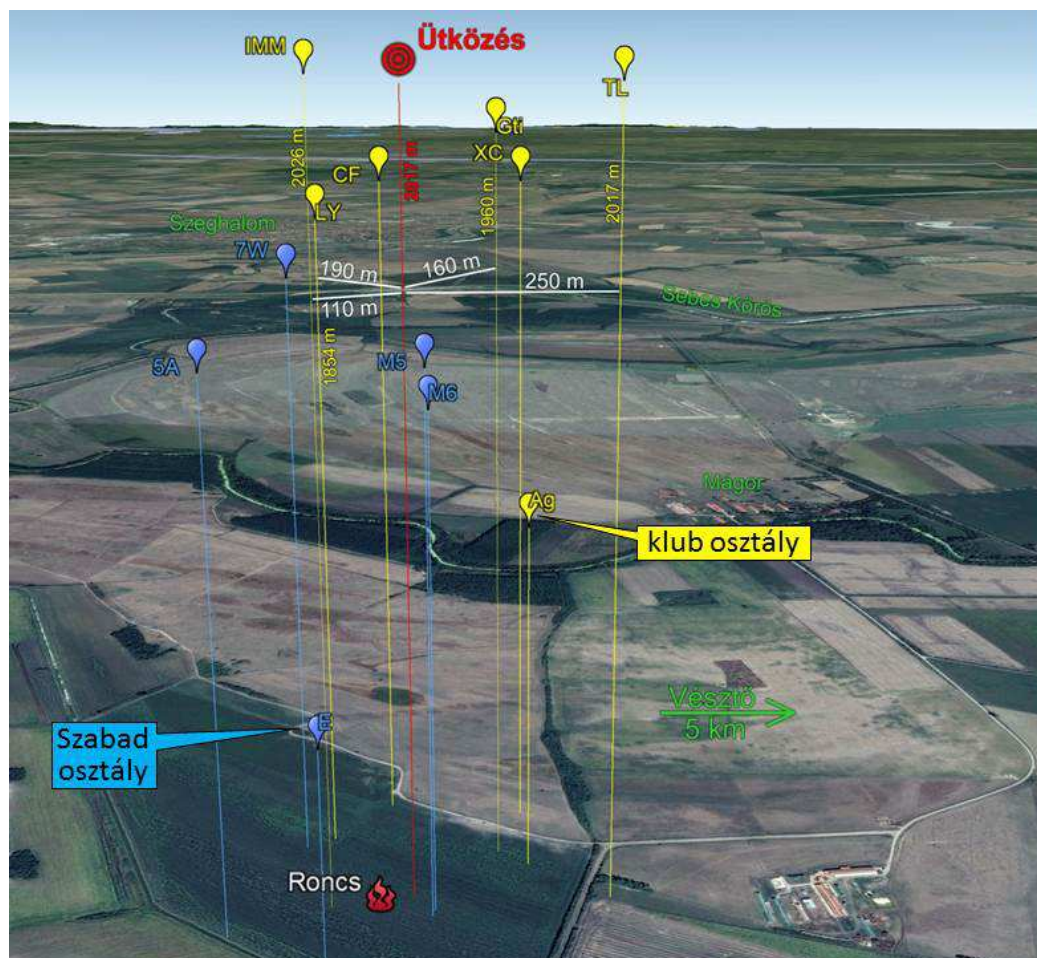 IMM
Ütközés
TL
Gti
XC
CF
2026 m
2017 m
1960 m
2017 m
LY
Szeghalom
7W
190 m
160 m
250 m
110 m
Sebes Körös
1854 m
5A
M5
M6
Mágor
Ag
klub osztály
Vésztő
5 km
Szabad
osztály
E
Roncs